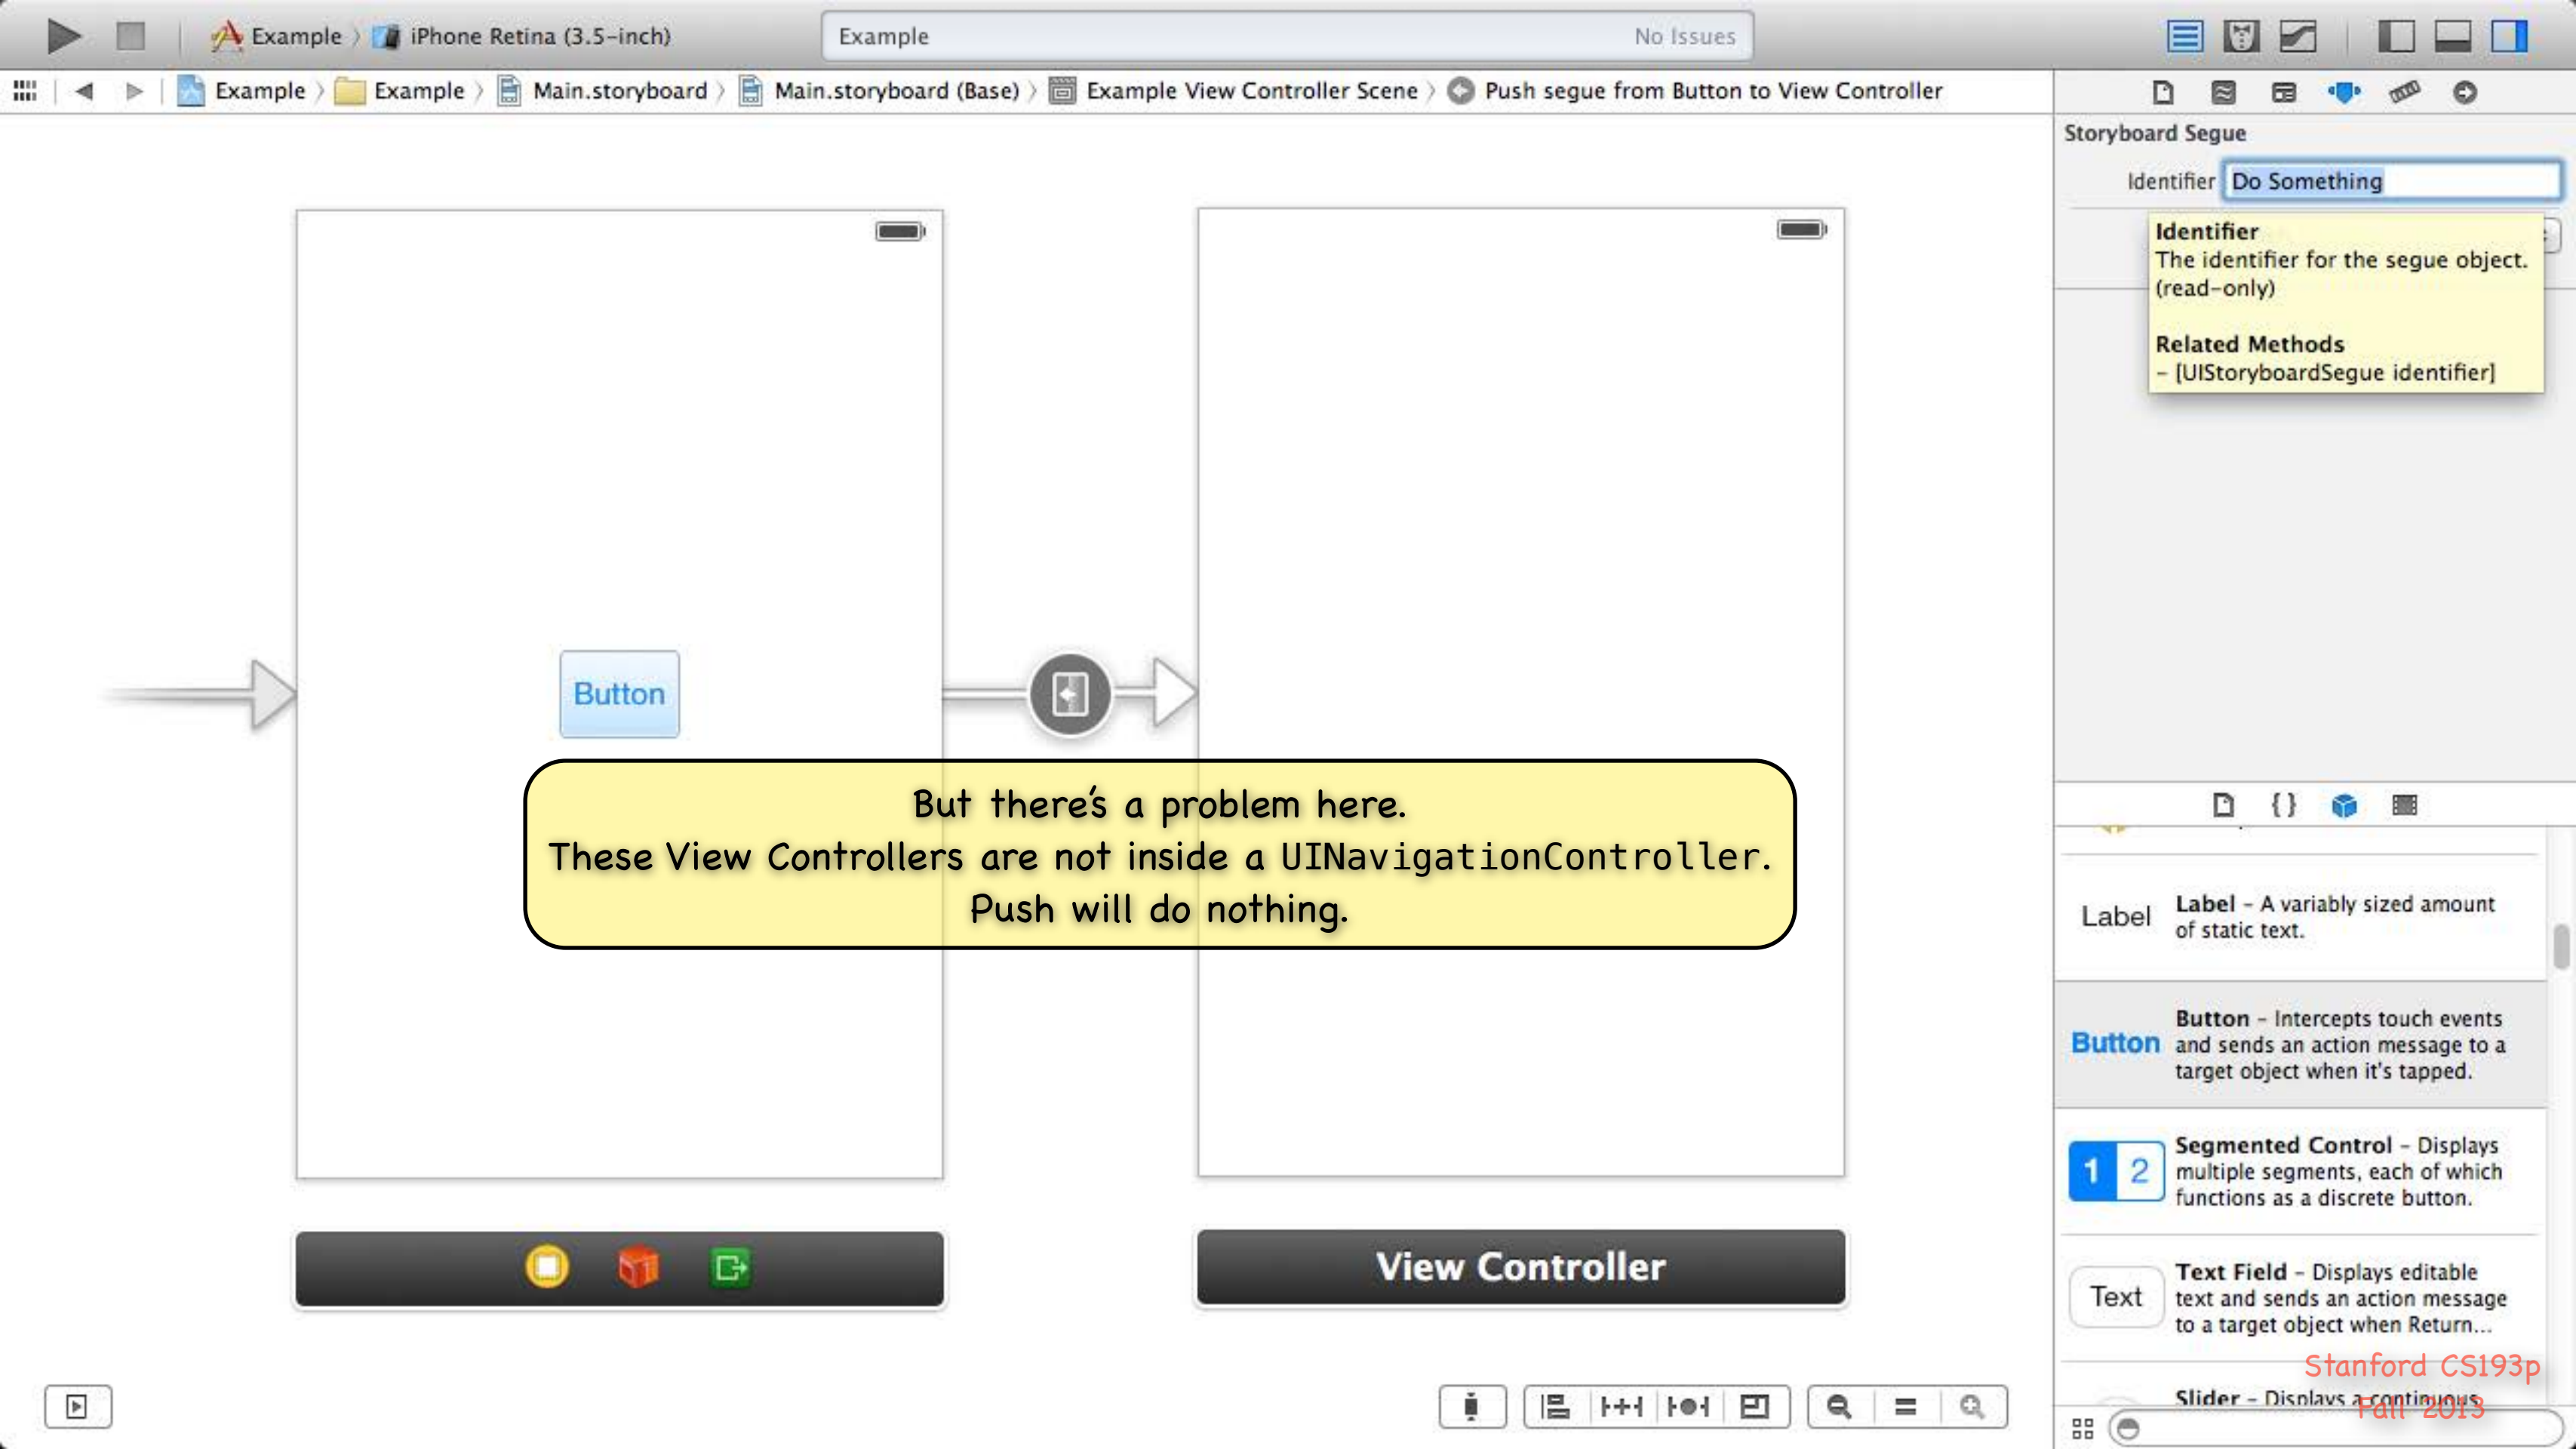 Example
iPhone Retina (3.5-inch)
Example
No Issues
Example
Example
Main.storyboard
Main.storyboard (Base)
Example View Controller Scene
Push segue from Button to View Controller
Storyboard Segue
Identifier
Do Something
Identifier
The identifier for the segue object.
(read-only)
Related Methods
- [UIStoryboardSegue identifier]
Button
But there's a problem here.
These View Controllers are not inside a UINavigationController.
Push will do nothing.
View Controller
{}
Label
Label - A variably sized amount
of static text.
Button
Button - Intercepts touch events
and sends an action message to a
target object when it's tapped.
1 2
Segmented Control - Displays
multiple segments, each of which
functions as a discrete button.
Text
Text Field - Displays editable
text and sends an action message
to a target object when Return...
Slider - Displays a continuous
Stanford CS193p
Fall 2013